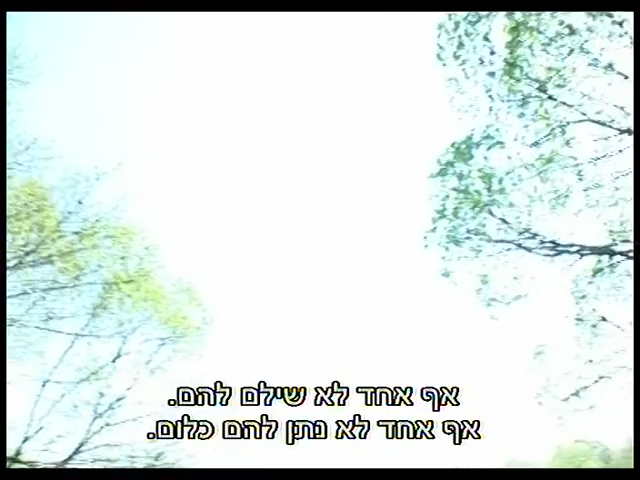 אף אחד לא שילם להם.
אף אחד לא נתן להם כלום.